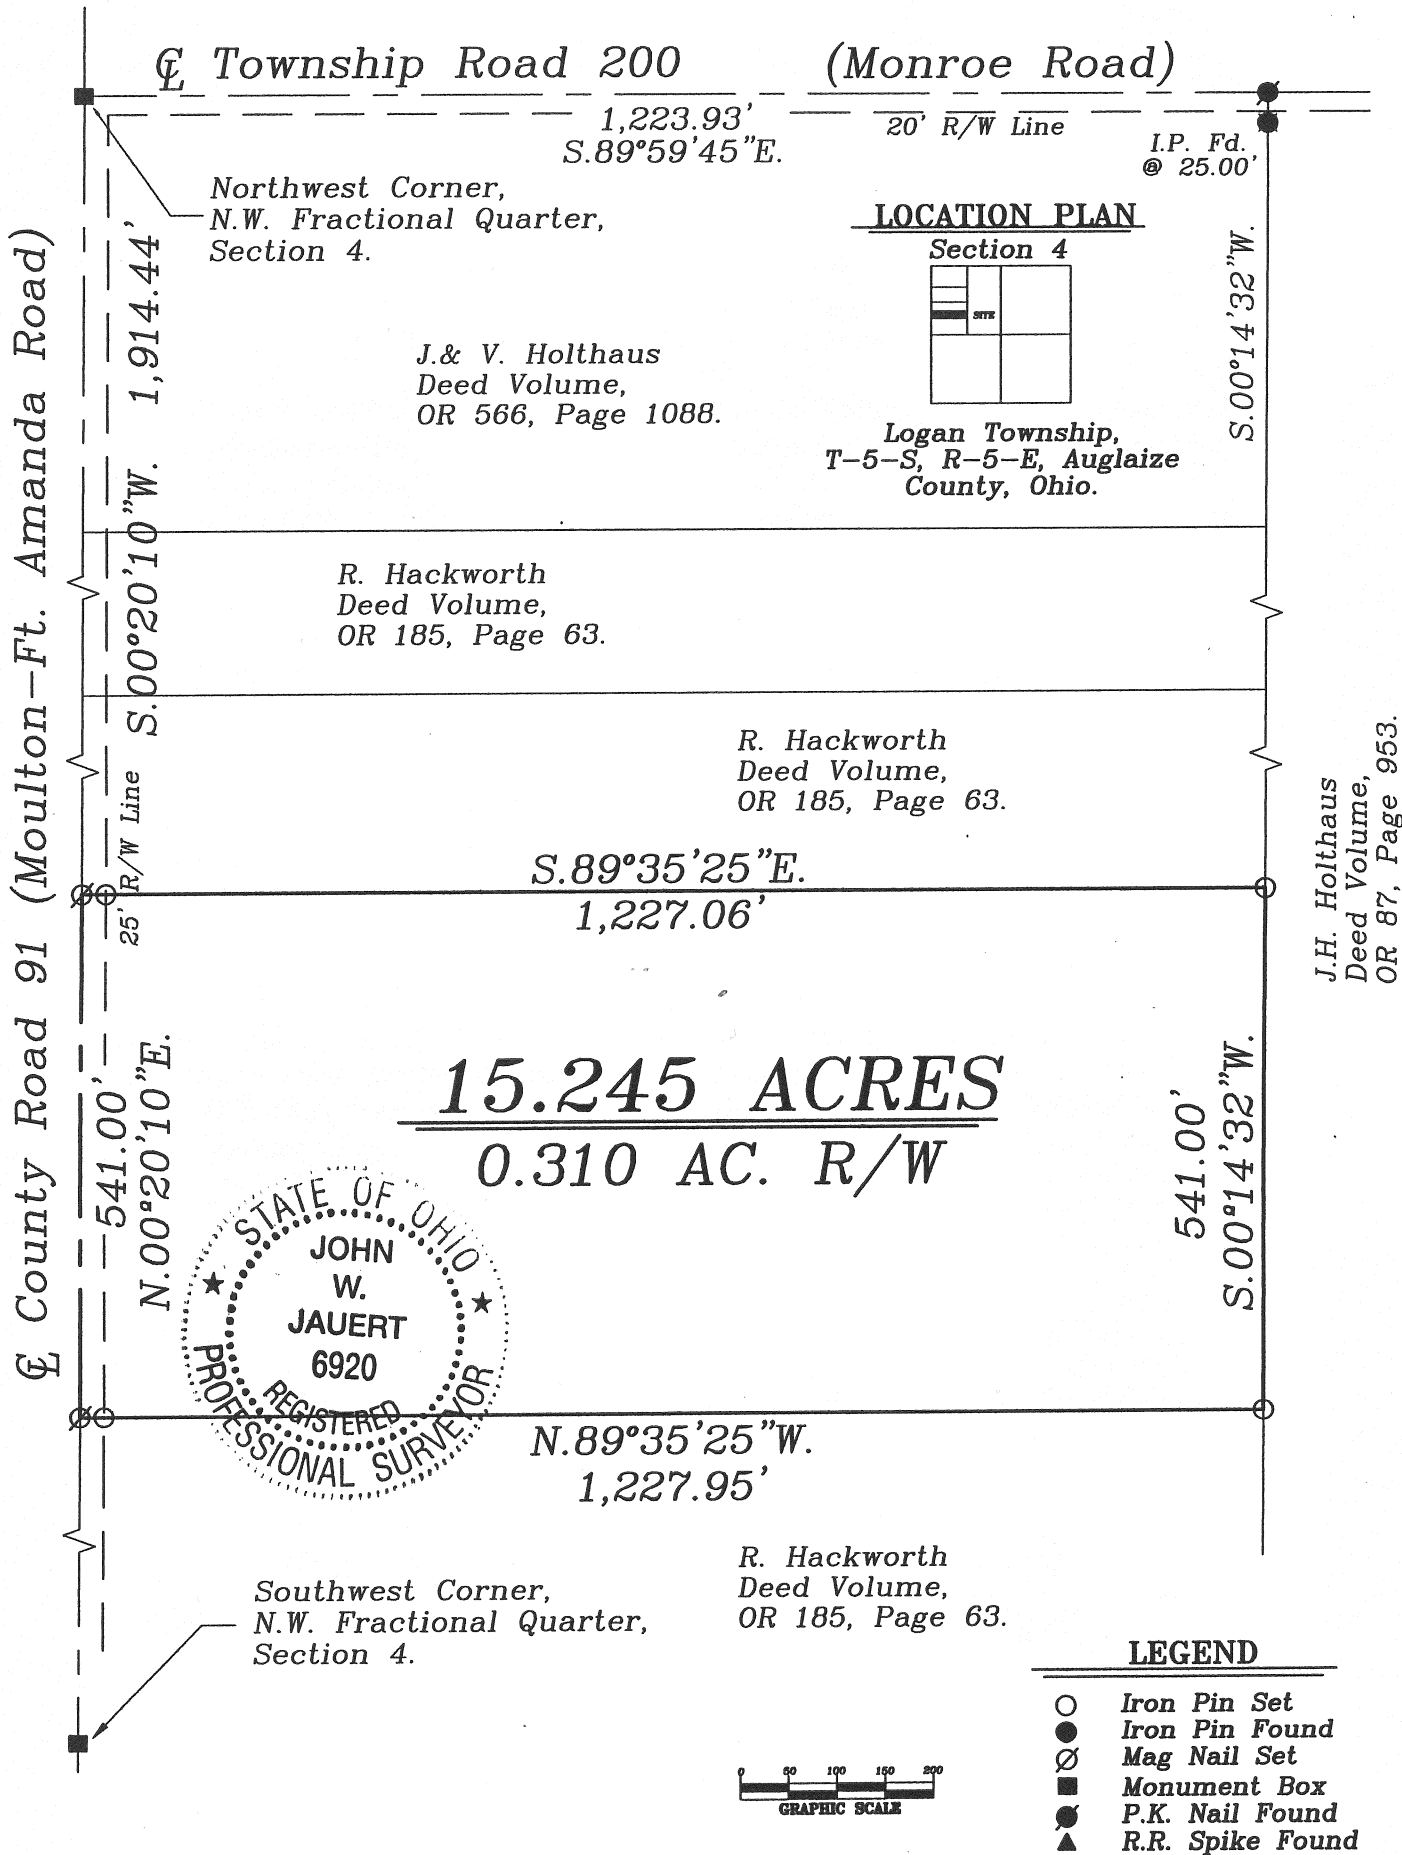 ℄ Township Road 200 (Monroe Road)
1,223.93'
S.89°59'45"E.
20' R/W Line
I.P. Fd.
@ 25.00'
Northwest Corner,
N.W. Fractional Quarter,
Section 4.
LOCATION PLAN
Section 4
SITE
Logan Township,
T-5-S, R-5-E, Auglaize
County, Ohio.
S.00°14'32"W.
J.& V. Holthaus
Deed Volume,
OR 566, Page 1088.
S.00°20'10"W. 1,914.44'
℄ County Road 91 (Moulton-Ft. Amanda Road)
R. Hackworth
Deed Volume,
OR 185, Page 63.
R. Hackworth
Deed Volume,
OR 185, Page 63.
25' R/W Line
J.H. Holthaus
Deed Volume,
OR 87, Page 953.
S.89°35'25"E.
1,227.06'
541.00'
N.00°20'10"E.
15.245 ACRES
0.310 AC. R/W
541.00'
S.00°14'32"W.
STATE OF OHIO
JOHN
W.
JAUERT
6920
REGISTERED
PROFESSIONAL SURVEYOR
N.89°35'25"W.
1,227.95'
R. Hackworth
Deed Volume,
OR 185, Page 63.
Southwest Corner,
N.W. Fractional Quarter,
Section 4.
0 50 100 150 200
GRAPHIC SCALE
LEGEND
Iron Pin Set
Iron Pin Found
Mag Nail Set
Monument Box
P.K. Nail Found
R.R. Spike Found